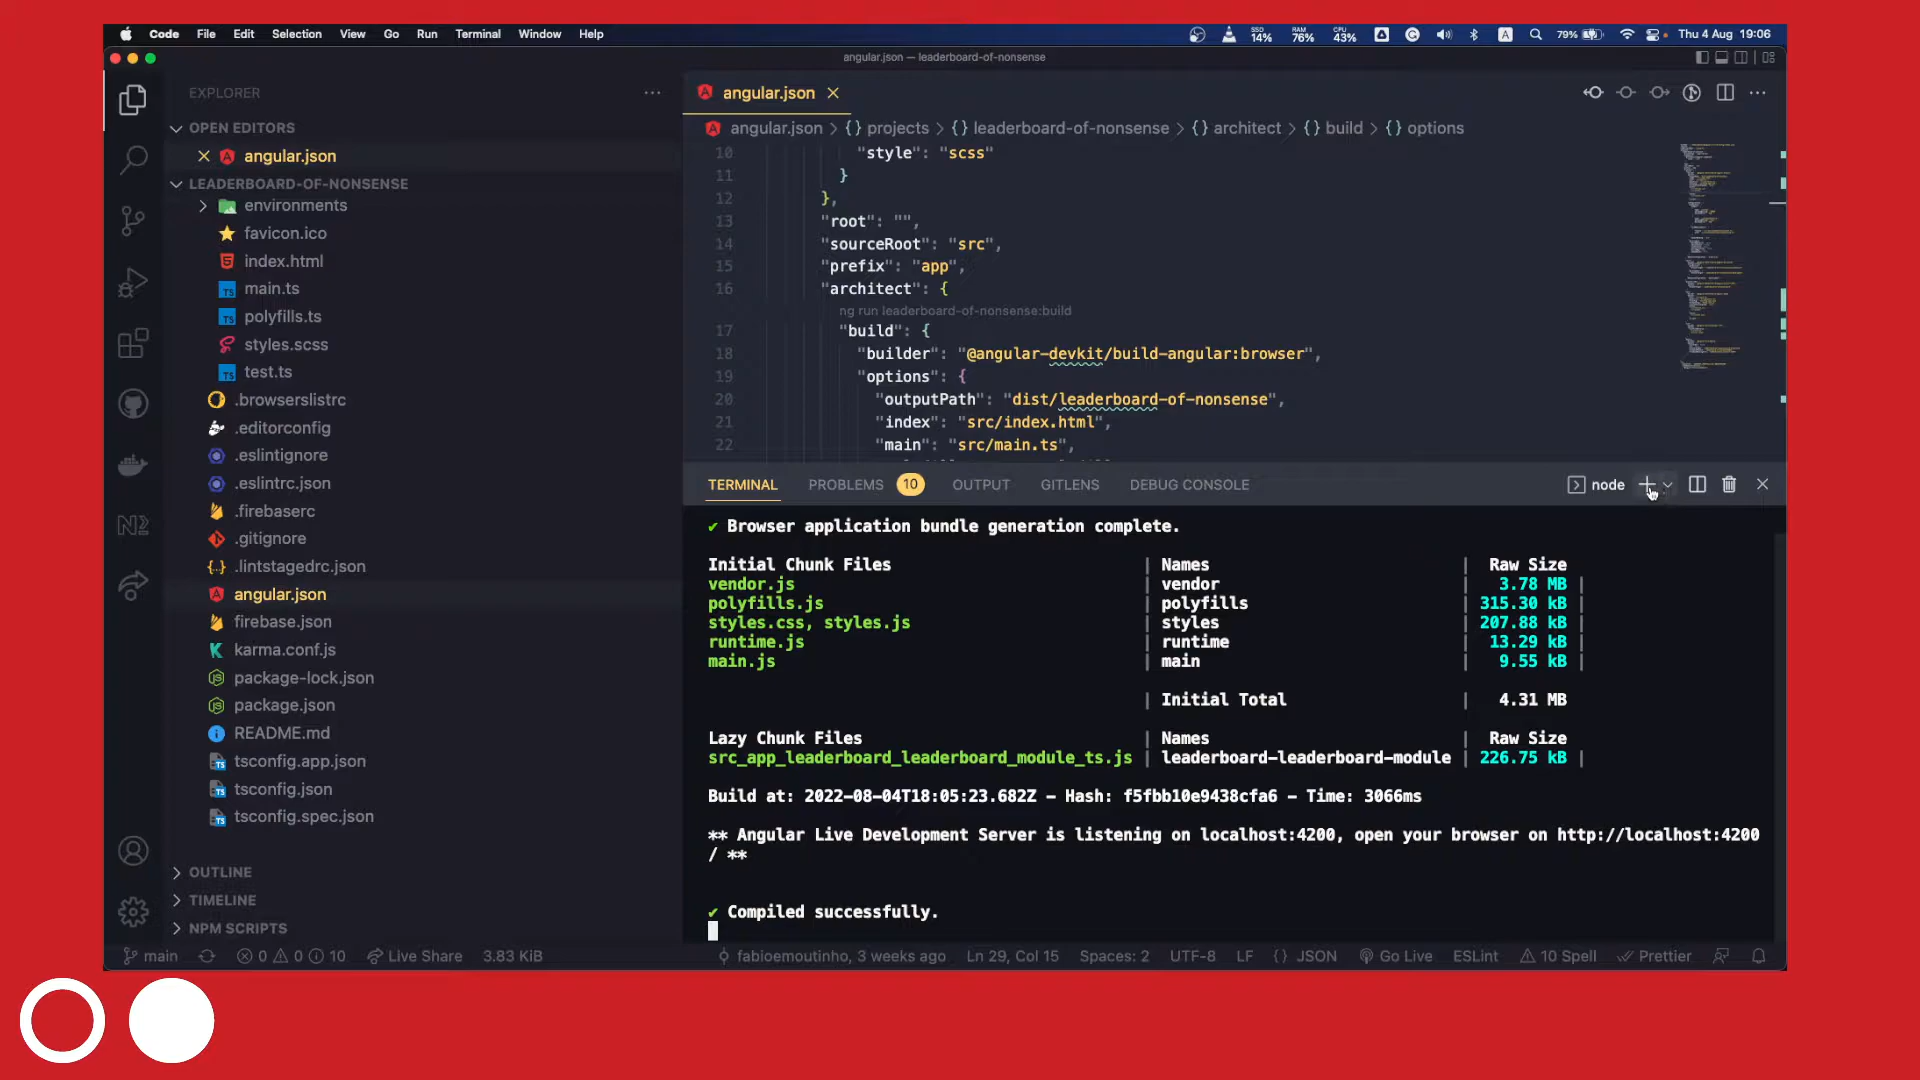 Code File Edit Selection View Go Run Terminal Window Help
SSD 14% RAM 76% CPU 43% A 79% Thu 4 Aug 19:06
angular.json — leaderboard-of-nonsense
EXPLORER
OPEN EDITORS
angular.json
LEADERBOARD-OF-NONSENSE
environments
favicon.ico
index.html
main.ts
polyfills.ts
styles.scss
test.ts
.browserslistrc
.editorconfig
.eslintignore
.eslintrc.json
.firebaserc
.gitignore
.lintstagedrc.json
angular.json
firebase.json
karma.conf.js
package-lock.json
package.json
README.md
tsconfig.app.json
tsconfig.json
tsconfig.spec.json
OUTLINE
TIMELINE
NPM SCRIPTS
angular.json
angular.json > {} projects > {} leaderboard-of-nonsense > {} architect > {} build > {} options
10 "style": "scss"
11 }
12 },
13 "root": "",
14 "sourceRoot": "src",
15 "prefix": "app",
16 "architect": {
ng run leaderboard-of-nonsense:build
17 "build": {
18 "builder": "@angular-devkit/build-angular:browser",
19 "options": {
20 "outputPath": "dist/leaderboard-of-nonsense",
21 "index": "src/index.html",
22 "main": "src/main.ts",
TERMINAL PROBLEMS 10 OUTPUT GITLENS DEBUG CONSOLE node
✔ Browser application bundle generation complete.
Initial Chunk Files | Names | Raw Size
vendor.js | vendor | 3.78 MB |
polyfills.js | polyfills | 315.30 kB |
styles.css, styles.js | styles | 207.88 kB |
runtime.js | runtime | 13.29 kB |
main.js | main | 9.55 kB |
| Initial Total | 4.31 MB
Lazy Chunk Files | Names | Raw Size
src_app_leaderboard_leaderboard_module_ts.js | leaderboard-leaderboard-module | 226.75 kB |
Build at: 2022-08-04T18:05:23.682Z - Hash: f5fbb10e9438cfa6 - Time: 3066ms
** Angular Live Development Server is listening on localhost:4200, open your browser on http://localhost:4200
/ **
✔ Compiled successfully.
main 0 0 10 Live Share 3.83 KiB fabioemoutinho, 3 weeks ago Ln 29, Col 15 Spaces: 2 UTF-8 LF {} JSON Go Live ESLint 10 Spell Prettier